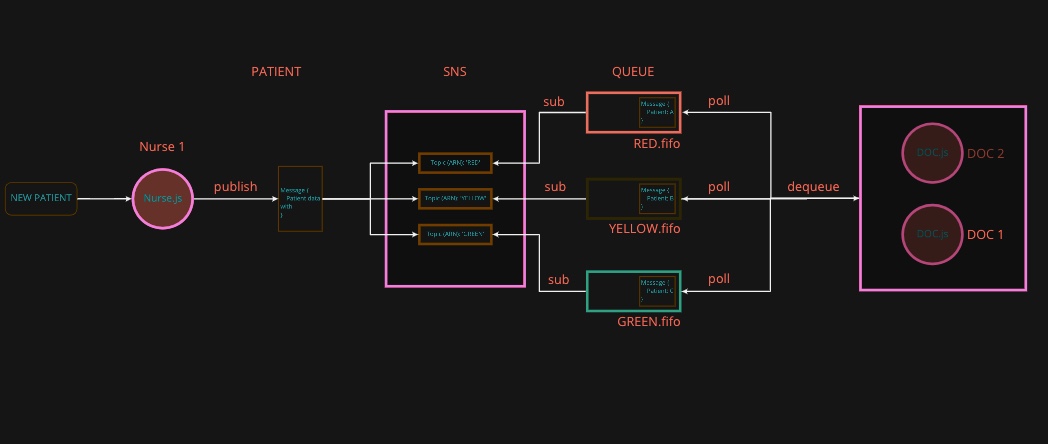 PATIENT
SNS
QUEUE
Nurse 1
NEW PATIENT
Nurse.js
publish
Message {
Patient data
with
}
Topic (ARN): "RED"
Topic (ARN): "YELLOW"
Topic (ARN): "GREEN"
sub
sub
sub
Message {
Patient: A
}
RED.fifo
Message {
Patient: B
}
YELLOW.fifo
Message {
Patient: C
}
GREEN.fifo
poll
poll
poll
dequeue
DOC.js
DOC 2
DOC.js
DOC 1